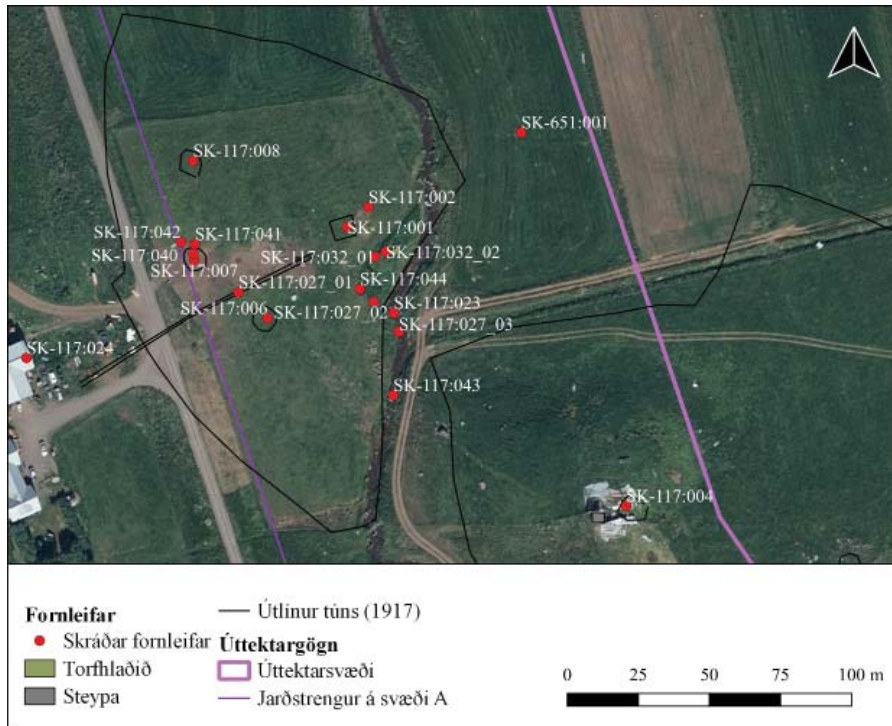 SK-651:001
SK-117:008
SK-117:002
SK-117:001
SK-117:042
SK-117:041
SK-117:040
SK-117:032_01
SK-117:032_02
SK-117:007
SK-117:027_01
SK-117:044
SK-117:006
SK-117:027_02
SK-117:023
SK-117:027_03
SK-117:024
SK-117:043
SK-117:004
Fornleifar
Skráðar fornleifar
Torfhlaðið
Steypa
Útlínur túns (1917)
Úttektargögn
Úttektarsvæði
Jarðstrengur á svæði A
0 25 50 75 100 m